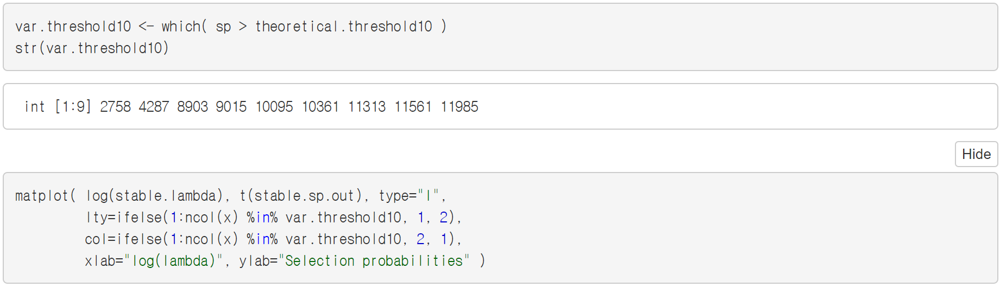 var.threshold10 <- which( sp > theoretical.threshold10 )
str(var.threshold10)
int [1:9] 2758 4287 8903 9015 10095 10361 11313 11561 11985
Hide
matplot( log(stable.lambda), t(stable.sp.out), type="l",
lty=ifelse(1:ncol(x) %in% var.threshold10, 1, 2),
col=ifelse(1:ncol(x) %in% var.threshold10, 2, 1),
xlab="log(lambda)", ylab="Selection probabilities" )